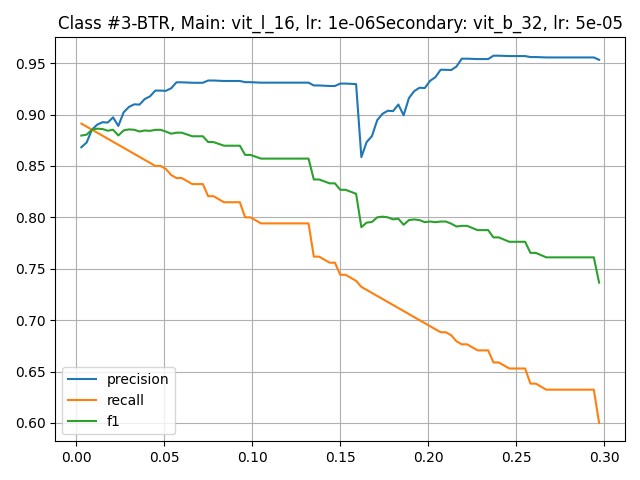 Class #3-BTR, Main: vit_l_16, lr: 1e-06Secondary: vit_b_32, lr: 5e-05
0.95
0.90
0.85
0.80
0.75
0.70
0.65
0.60
precision
recall
f1
0.00 0.05 0.10 0.15 0.20 0.25 0.30